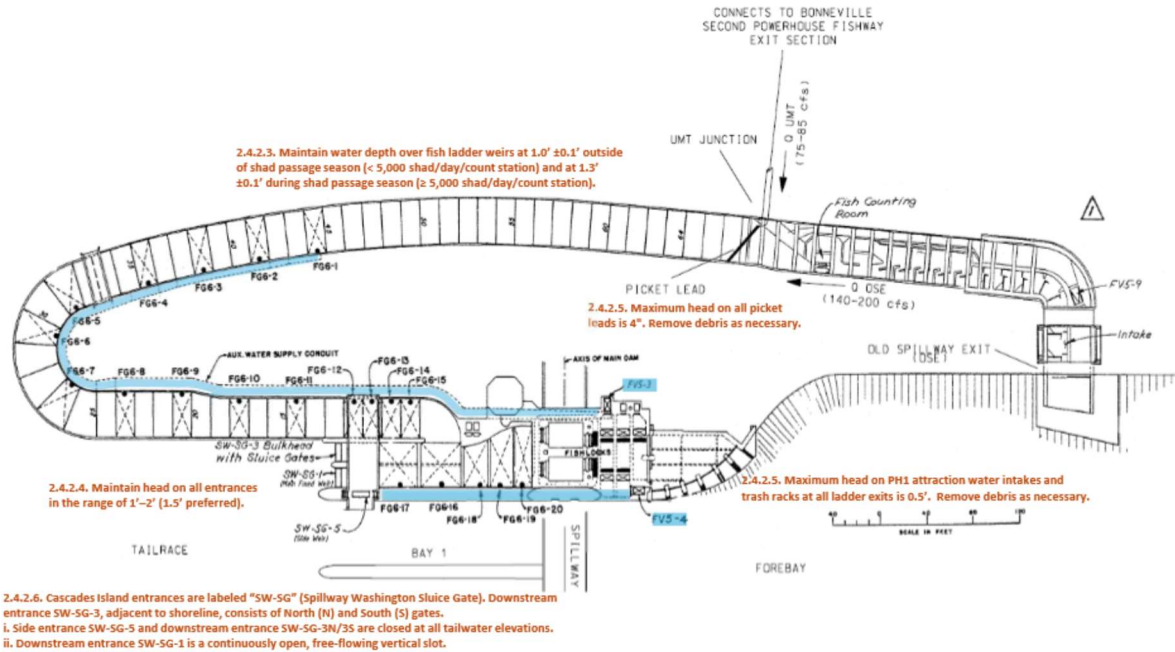 CONNECTS TO BONNEVILLE
SECOND POWERHOUSE FISHWAY
EXIT SECTION
Q UMT
(75-85 cfs)
UMT JUNCTION
2.4.2.3. Maintain water depth over fish ladder weirs at 1.0' ±0.1' outside
of shad passage season (< 5,000 shad/day/count station) and at 1.3'
±0.1' during shad passage season (≥ 5,000 shad/day/count station).
Fish Counting
Room
1
45
40
35
50
FG6-1
FG6-2
FG6-3
FG6-4
FG6-5
FG6-6
FG6-7
30
PICKET LEAD
Q OSE
(140-200 cfs)
FV5-9
2.4.2.5. Maximum head on all picket
leads is 4". Remove debris as necessary.
Intake
OLD SPILLWAY EXIT
(OSE)
AUX. WATER SUPPLY CONDUIT
FG6-13
FG6-14
FG6-15
AXIS OF MAIN DAM
FG6-8
FG6-9
FG6-10
FG6-11
FG6-12
FV5-3
25
20
15
SW-SG-3 Bulkhead
with Sluice Gates
SW-SG-1
FISHLOCKS
2.4.2.4. Maintain head on all entrances
in the range of 1'–2' (1.5' preferred).
2.4.2.5. Maximum head on PH1 attraction water intakes and
trash racks at all ladder exits is 0.5'. Remove debris as necessary.
FG6-17
FG6-16
FG6-18
FG6-19
FG6-20
FV5-4
SW-SG-5
(Side Weir)
SCALE IN FEET
TAILRACE
BAY 1
SPILLWAY
FOREBAY
2.4.2.6. Cascades Island entrances are labeled "SW-SG" (Spillway Washington Sluice Gate). Downstream
entrance SW-SG-3, adjacent to shoreline, consists of North (N) and South (S) gates.
i. Side entrance SW-SG-5 and downstream entrance SW-SG-3N/3S are closed at all tailwater elevations.
ii. Downstream entrance SW-SG-1 is a continuously open, free-flowing vertical slot.